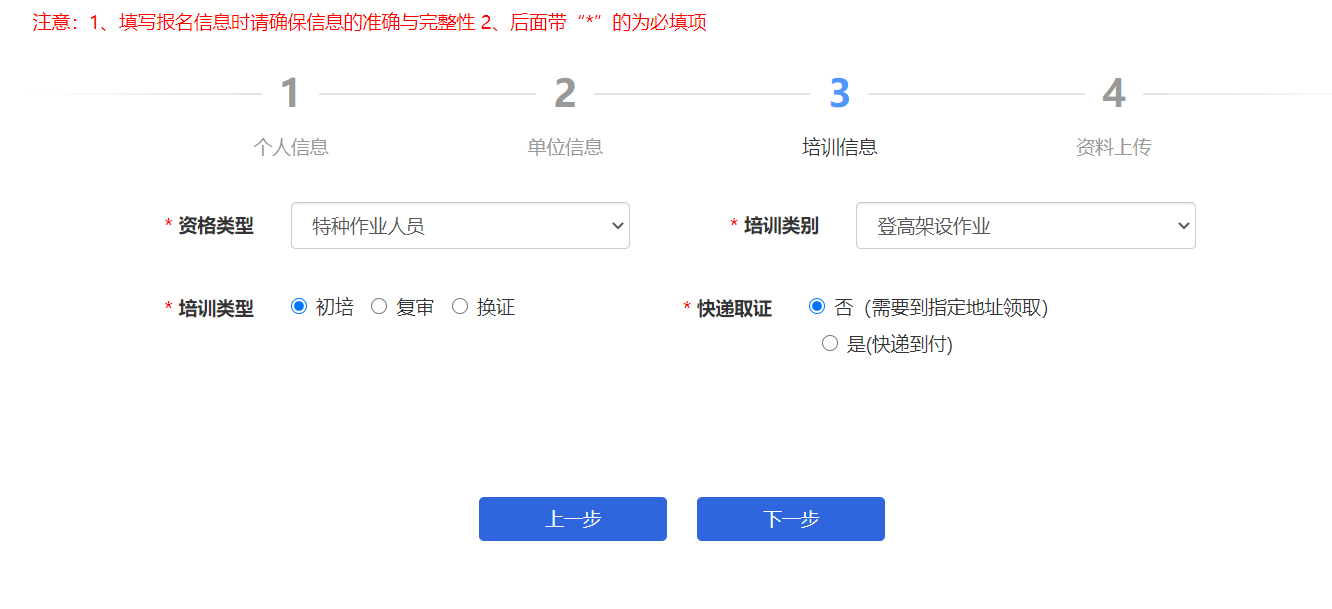 注意：1、填写报名信息时请确保信息的准确与完整性 2、后面带“*”的为必填项
1 2 3 4
个人信息 单位信息 培训信息 资料上传
* 资格类型 特种作业人员 * 培训类别 登高架设作业
* 培训类型 初培 复审 换证 * 快递取证 否（需要到指定地址领取）
是(快递到付)
上一步 下一步